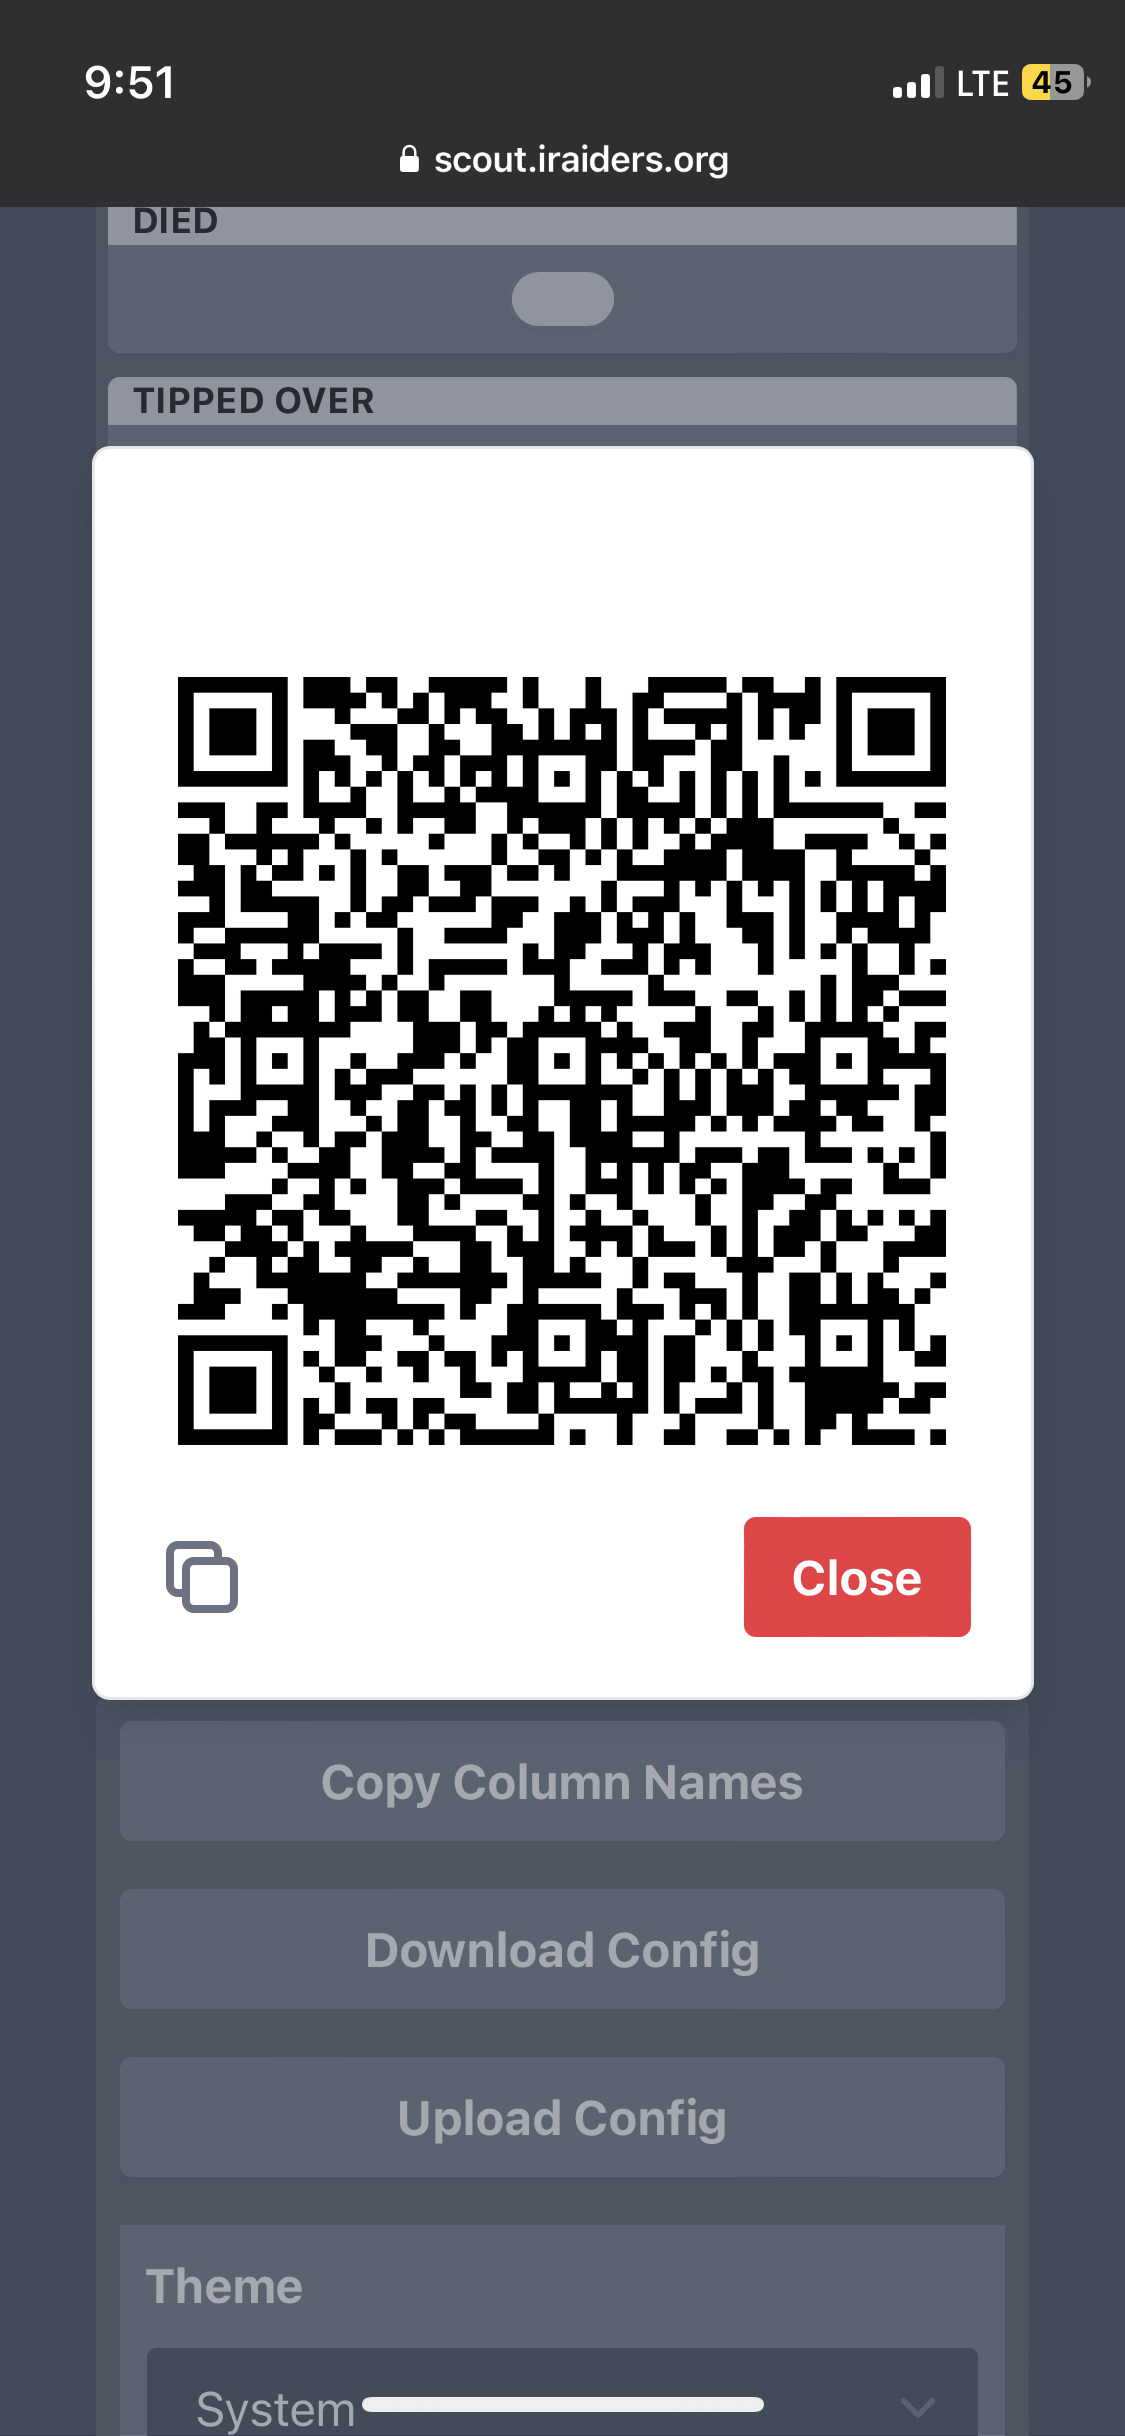 9:51
LTE 45
scout.iraiders.org
DIED
TIPPED OVER
Close
Copy Column Names
Download Config
Upload Config
Theme
System